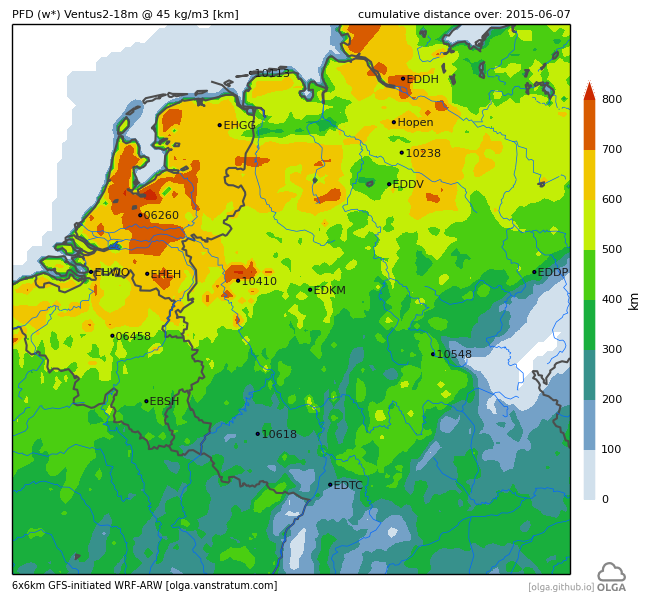 PFD (w*) Ventus2-18m @ 45 kg/m3 [km]
cumulative distance over: 2015-06-07
10113
EDDH
EHGG
Hopen
10238
EDDV
06260
EHWO
EHEH
10410
EDKM
EDDP
06458
10548
EBSH
10618
EDTC
800
700
600
500
400
300
200
100
0
km
6x6km GFS-initiated WRF-ARW [olga.vanstratum.com]
[olga.github.io] OLGA